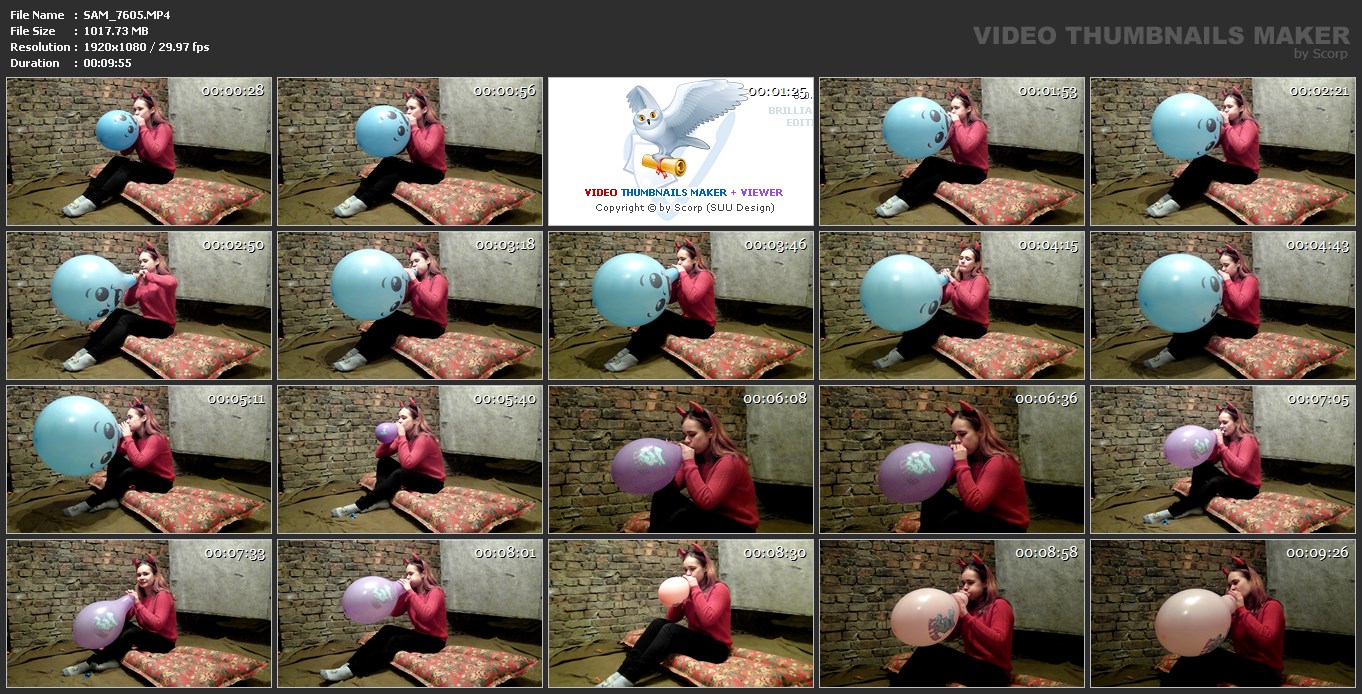 File Name : SAM_7605.MP4
File Size : 1017.73 MB
Resolution : 1920x1080 / 29.97 fps
Duration : 00:09:55
VIDEO THUMBNAILS MAKER
by Scorp
00:00:28
00:00:56
00:01:25
00:01:53
00:02:21
BRILLIA
EDIT
VIDEO THUMBNAILS MAKER + VIEWER
Copyright © by Scorp (SUU Design)
00:02:50
00:03:18
00:03:46
00:04:15
00:04:43
00:05:11
00:05:40
00:06:08
00:06:36
00:07:05
00:07:33
00:08:01
00:08:30
00:08:58
00:09:26